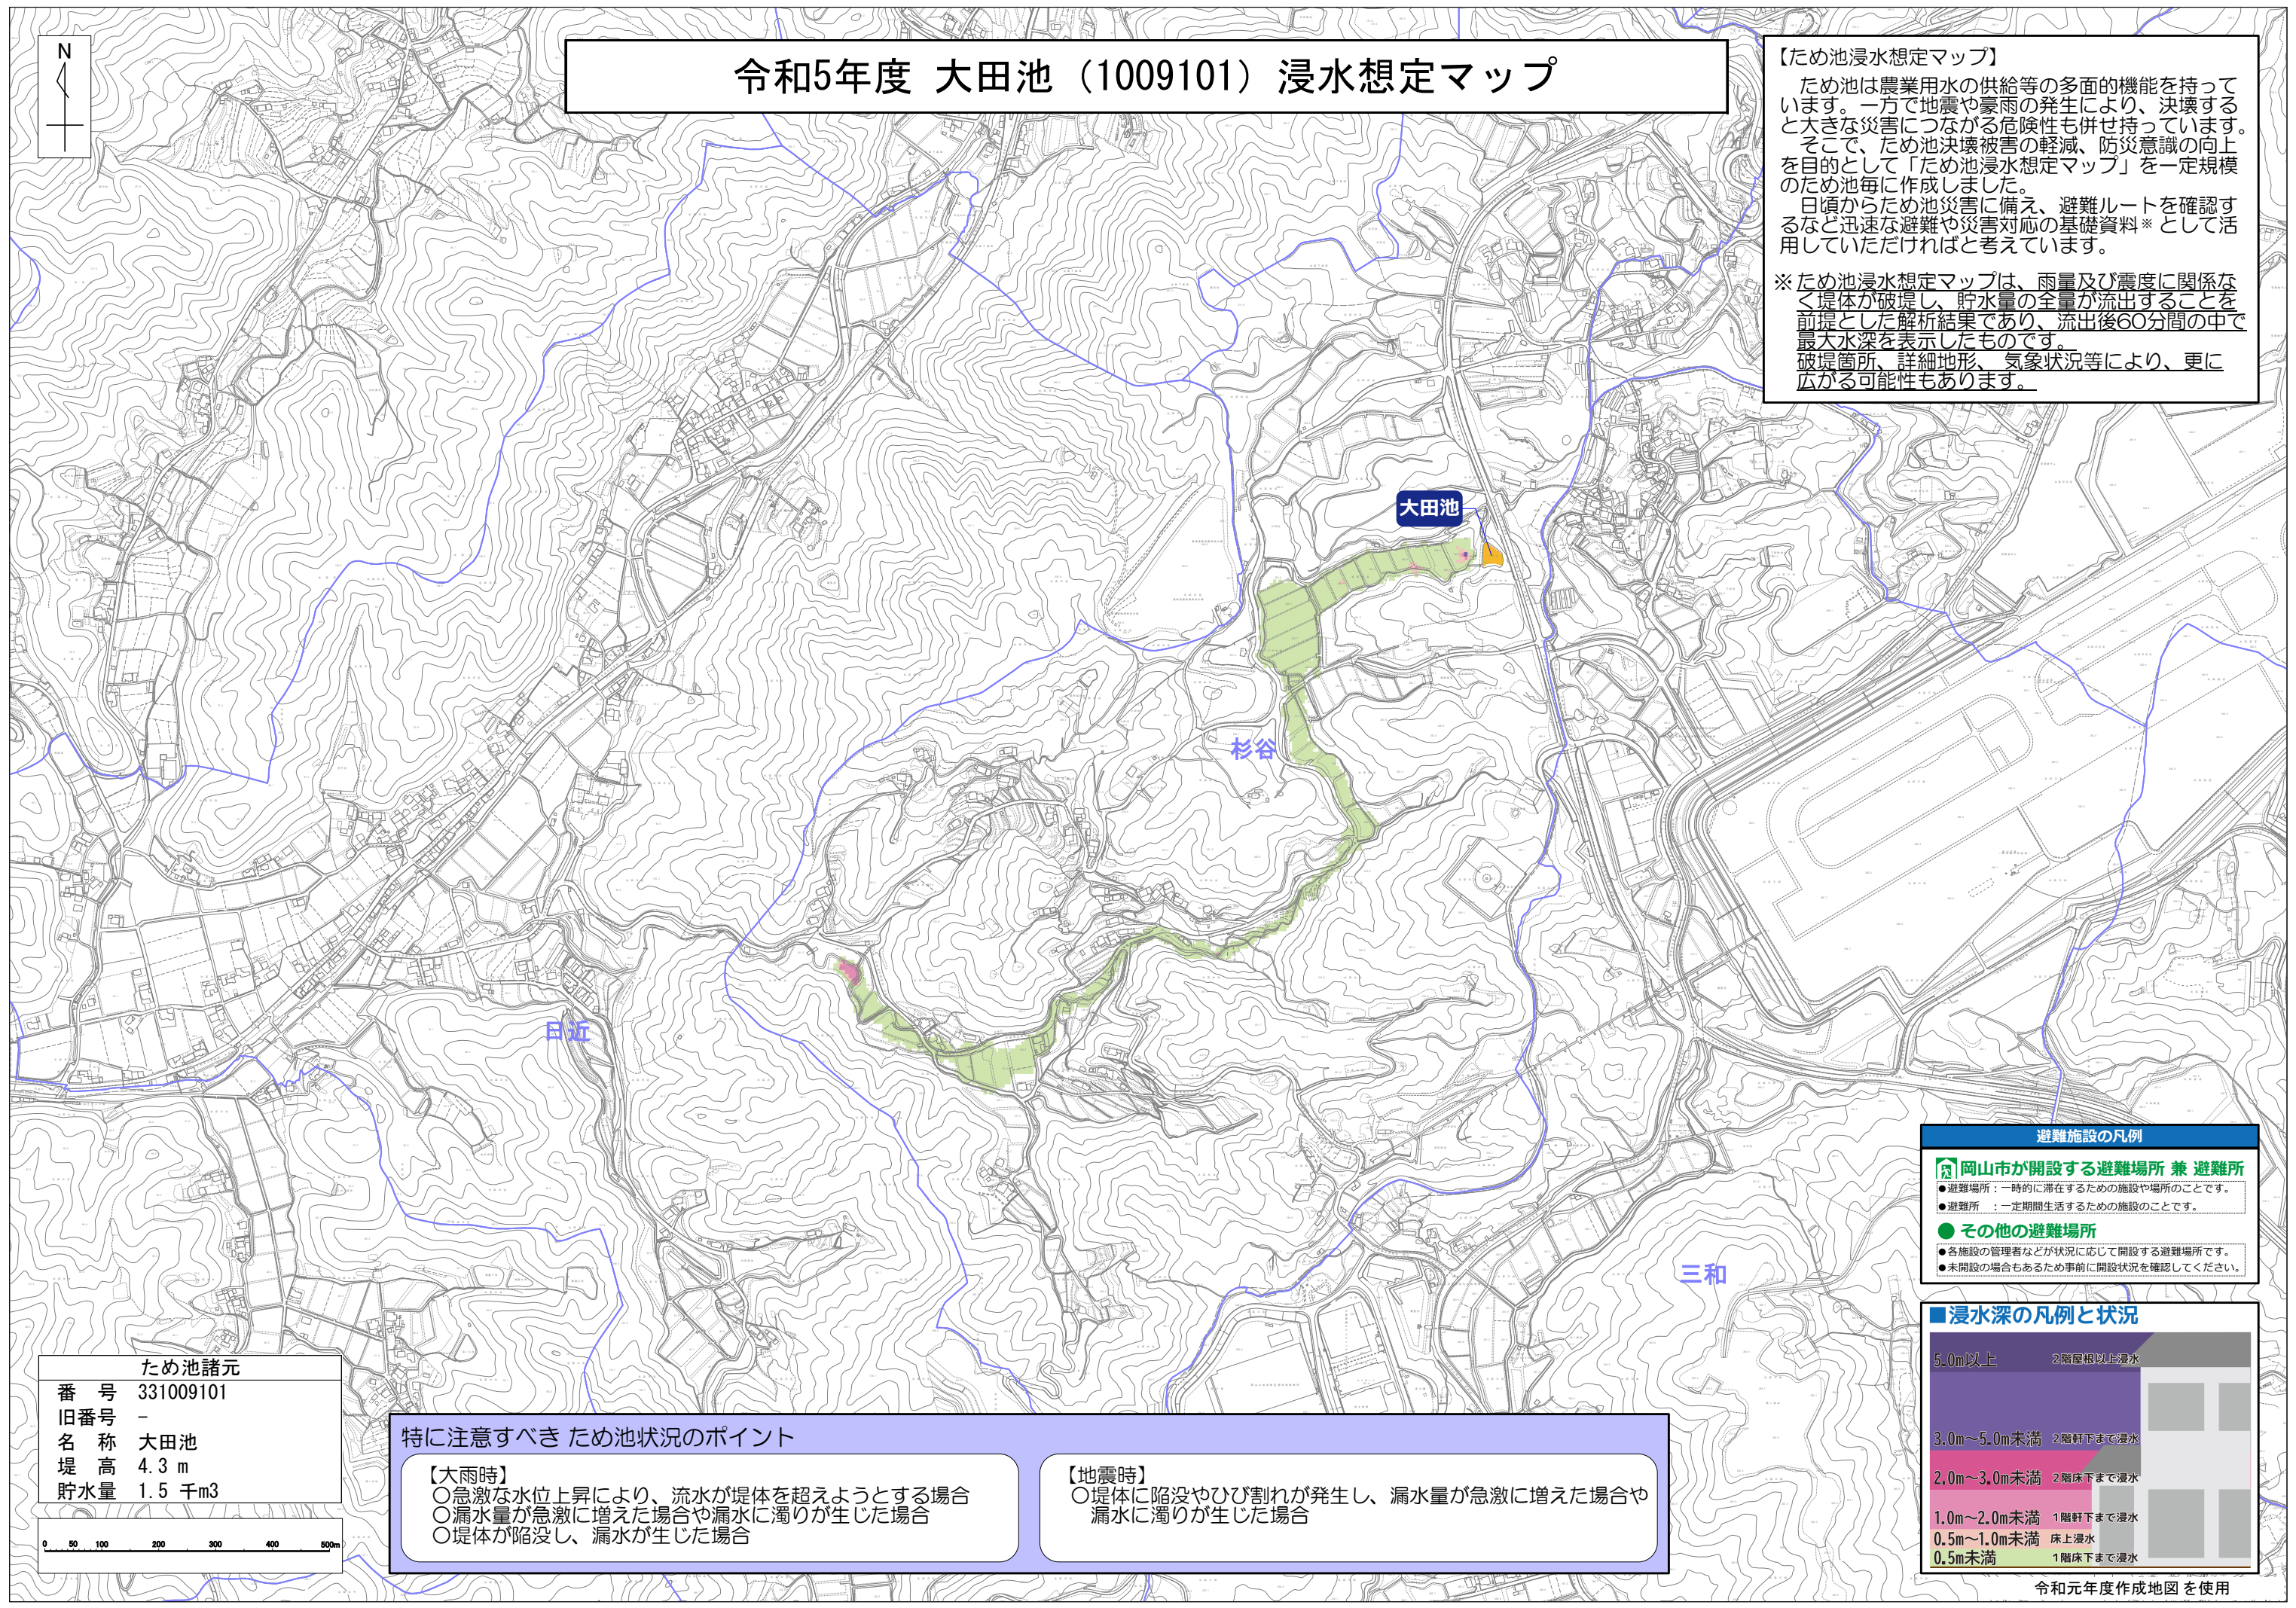 N
令和5年度 大田池（1009101）浸水想定マップ
【ため池浸水想定マップ】
ため池は農業用水の供給等の多面的機能を持って
います。一方で地震や豪雨の発生により、決壊する
と大きな災害につながる危険性も併せ持っています。
そこで、ため池決壊被害の軽減、防災意識の向上
を目的として「ため池浸水想定マップ」を一定規模
のため池毎に作成しました。
日頃からため池災害に備え、避難ルートを確認す
るなど迅速な避難や災害対応の基礎資料※として活
用していただければと考えています。
※ため池浸水想定マップは、雨量及び震度に関係な
く堤体が破堤し、貯水量の全量が流出することを
前提とした解析結果であり、流出後60分間の中で
最大水深を表示したものです。
破堤箇所、詳細地形、気象状況等により、更に
広がる可能性もあります。
大田池
杉谷
日近
三和
避難施設の凡例
岡山市が開設する避難場所 兼 避難所
●避難場所：一時的に滞在するための施設や場所のことです。
●避難所　：一定期間生活するための施設のことです。
●その他の避難場所
●各施設の管理者などが状況に応じて開設する避難場所です。
●未開設の場合もあるため事前に開設状況を確認してください。
■浸水深の凡例と状況
5.0m以上 2階屋根以上浸水
3.0m～5.0m未満 2階軒下まで浸水
2.0m～3.0m未満 2階床下まで浸水
1.0m～2.0m未満 1階軒下まで浸水
0.5m～1.0m未満 床上浸水
0.5m未満 1階床下まで浸水
令和元年度作成地図を使用
ため池諸元
番　号 331009101
旧番号 -
名　称 大田池
堤　高 4.3 m
貯水量 1.5 千m3
0 50 100 200 300 400 500m
特に注意すべき ため池状況のポイント
【大雨時】
○急激な水位上昇により、流水が堤体を超えようとする場合
○漏水量が急激に増えた場合や漏水に濁りが生じた場合
○堤体が陥没し、漏水が生じた場合
【地震時】
○堤体に陥没やひび割れが発生し、漏水量が急激に増えた場合や
漏水に濁りが生じた場合